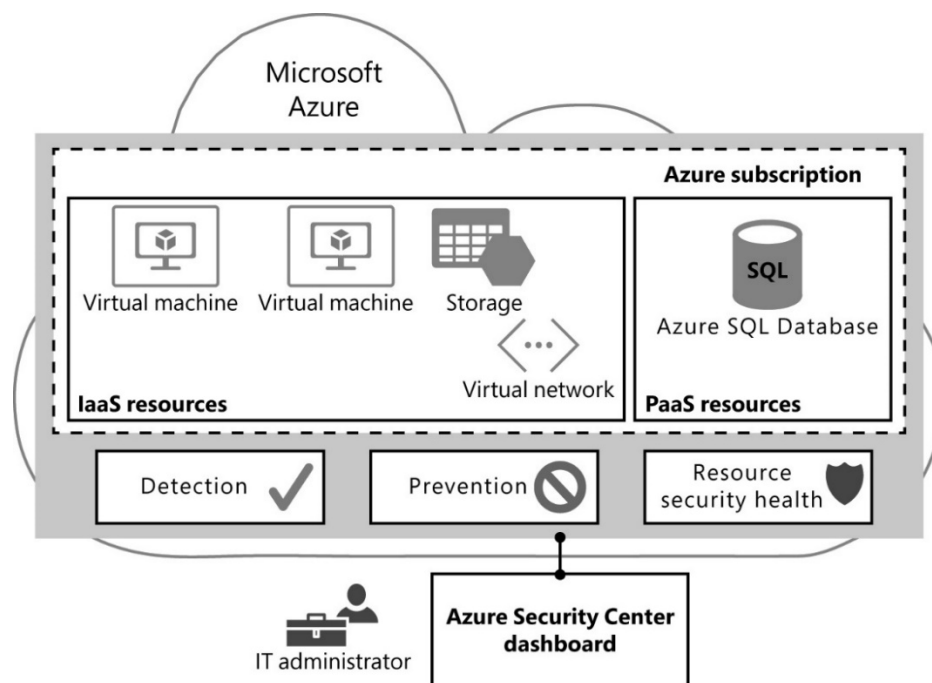 Microsoft
Azure
Azure subscription
Virtual machine
Virtual machine
Storage
Virtual network
IaaS resources
SQL
Azure SQL Database
PaaS resources
Detection
Prevention
Resource
security health
IT administrator
Azure Security Center
dashboard